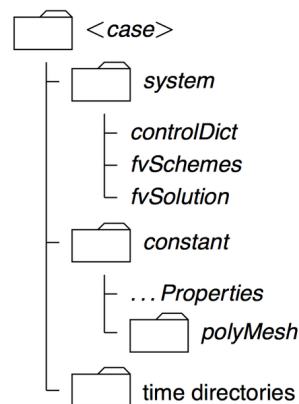 <case>
system
controlDict
fvSchemes
fvSolution
constant
...Properties
polyMesh
time directories